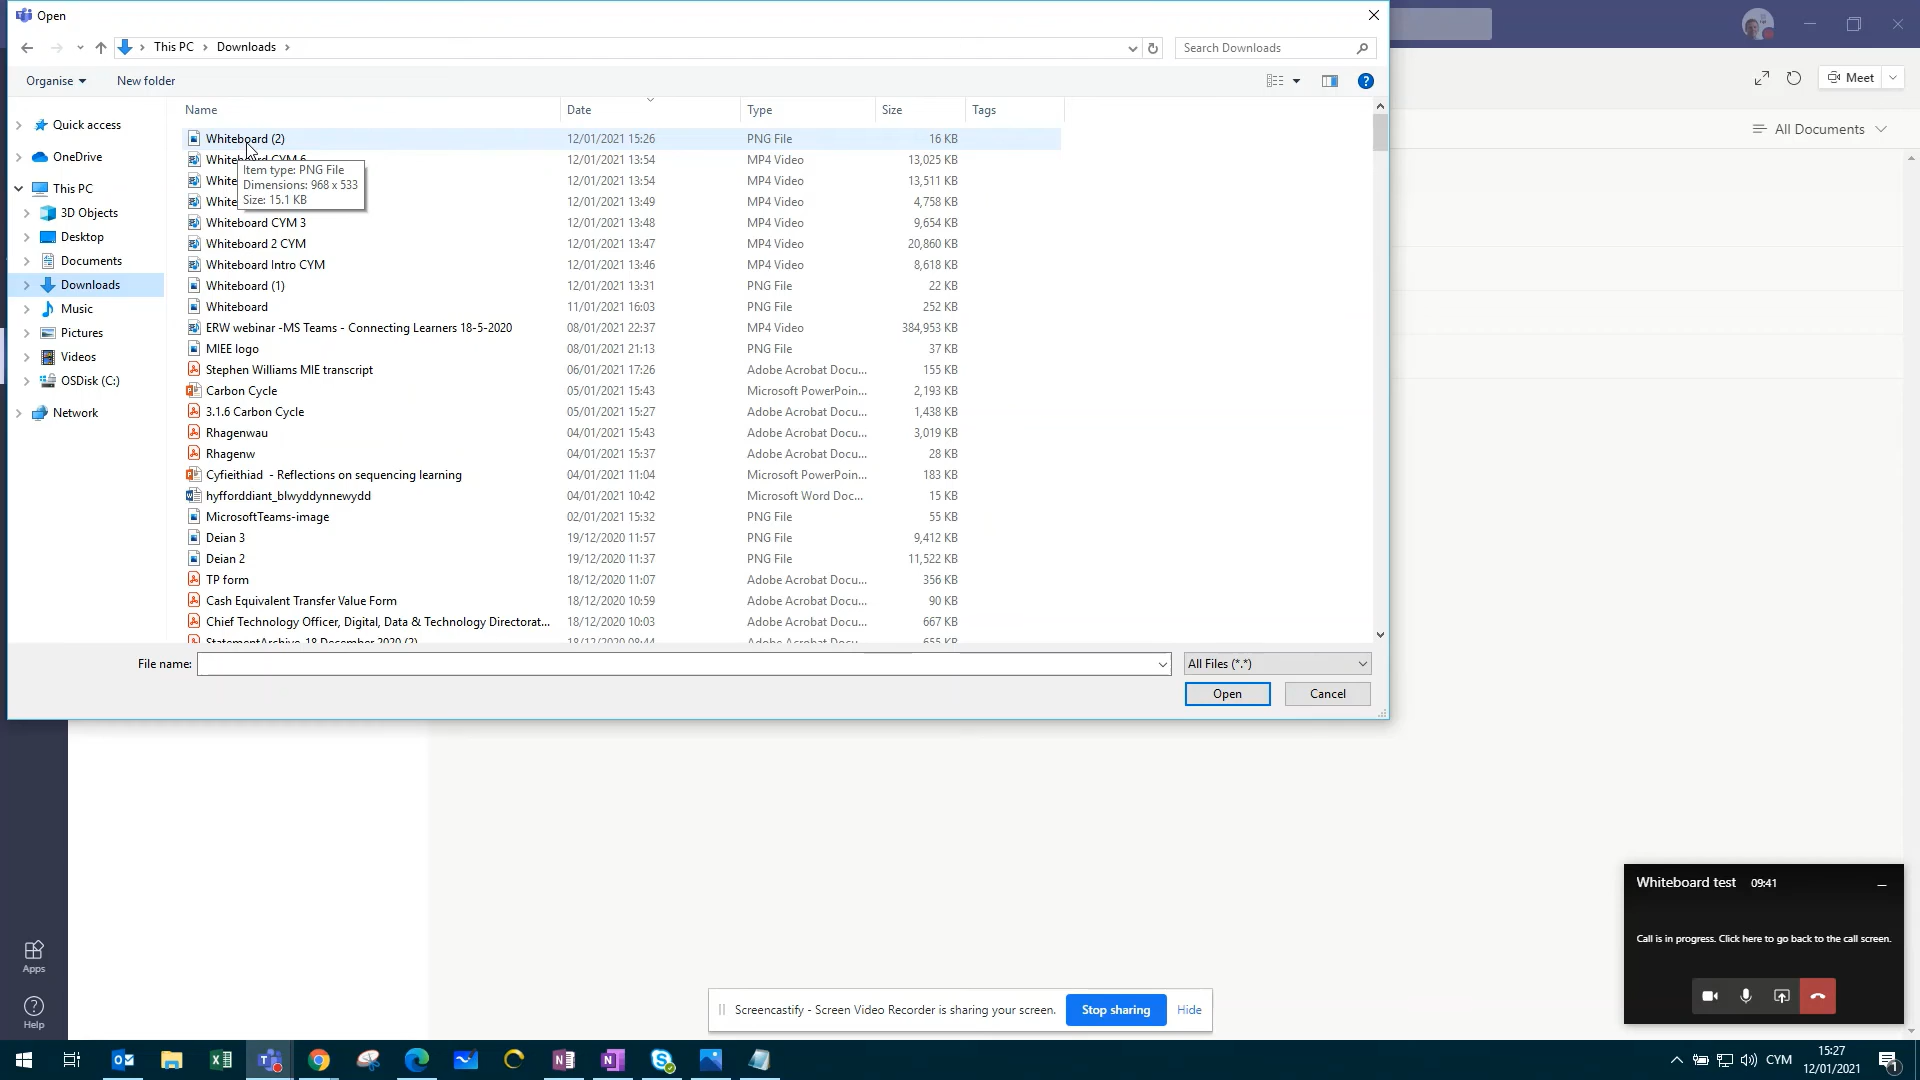 Open
This PC
Downloads
Search Downloads
Organise
New folder
Meet
Name
Date
Type
Size
Tags
Quick access
OneDrive
This PC
3D Objects
Desktop
Documents
Downloads
Music
Pictures
Videos
OSDisk (C:)
Network
All Documents
Whiteboard (2) 12/01/2021 15:26 PNG File 16 KB
12/01/2021 13:54 MP4 Video 13,025 KB
12/01/2021 13:54 MP4 Video 13,511 KB
12/01/2021 13:49 MP4 Video 4,758 KB
Item type: PNG File
Dimensions: 968 x 533
Size: 15.1 KB
Whiteboard CYM 3 12/01/2021 13:48 MP4 Video 9,654 KB
Whiteboard 2 CYM 12/01/2021 13:47 MP4 Video 20,860 KB
Whiteboard Intro CYM 12/01/2021 13:46 MP4 Video 8,618 KB
Whiteboard (1) 12/01/2021 13:31 PNG File 22 KB
Whiteboard 11/01/2021 16:03 PNG File 252 KB
ERW webinar -MS Teams - Connecting Learners 18-5-2020 08/01/2021 22:37 MP4 Video 384,953 KB
MIEE logo 08/01/2021 21:13 PNG File 37 KB
Stephen Williams MIE transcript 06/01/2021 17:26 Adobe Acrobat Docu... 155 KB
Carbon Cycle 05/01/2021 15:43 Microsoft PowerPoin... 2,193 KB
3.1.6 Carbon Cycle 05/01/2021 15:27 Adobe Acrobat Docu... 1,438 KB
Rhagenwau 04/01/2021 15:43 Adobe Acrobat Docu... 3,019 KB
Rhagenw 04/01/2021 15:37 Adobe Acrobat Docu... 28 KB
Cyfieithiad - Reflections on sequencing learning 04/01/2021 11:04 Microsoft PowerPoin... 183 KB
hyfforddiant_blwyddynnewydd 04/01/2021 10:42 Microsoft Word Doc... 15 KB
MicrosoftTeams-image 02/01/2021 15:32 PNG File 55 KB
Deian 3 19/12/2020 11:57 PNG File 9,412 KB
Deian 2 19/12/2020 11:37 PNG File 11,522 KB
TP form 18/12/2020 11:07 Adobe Acrobat Docu... 356 KB
Cash Equivalent Transfer Value Form 18/12/2020 10:59 Adobe Acrobat Docu... 90 KB
Chief Technology Officer, Digital, Data & Technology Directorat... 18/12/2020 10:03 Adobe Acrobat Docu... 667 KB
StatementArchive-18 December 2020 (2) 18/12/2020 08:44 Adobe Acrobat Docu... 655 KB
File name:
All Files (*.*)
Open
Cancel
Whiteboard test 09:41
Call is in progress. Click here to go back to the call screen.
Apps
Help
Screencastify - Screen Video Recorder is sharing your screen.
Stop sharing
Hide
CYM
15:27
12/01/2021
1